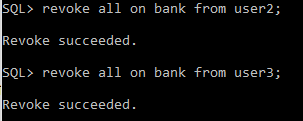 SQL> revoke all on bank from user2;
Revoke succeeded.
SQL> revoke all on bank from user3;
Revoke succeeded.